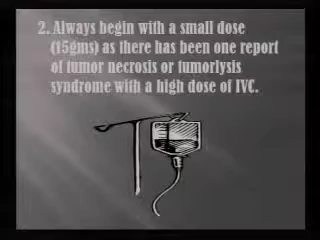 2. Always begin with a small dose
(15gms) as there has been one report
of tumor necrosis or tumorlysis
syndrome with a high dose of IVC.